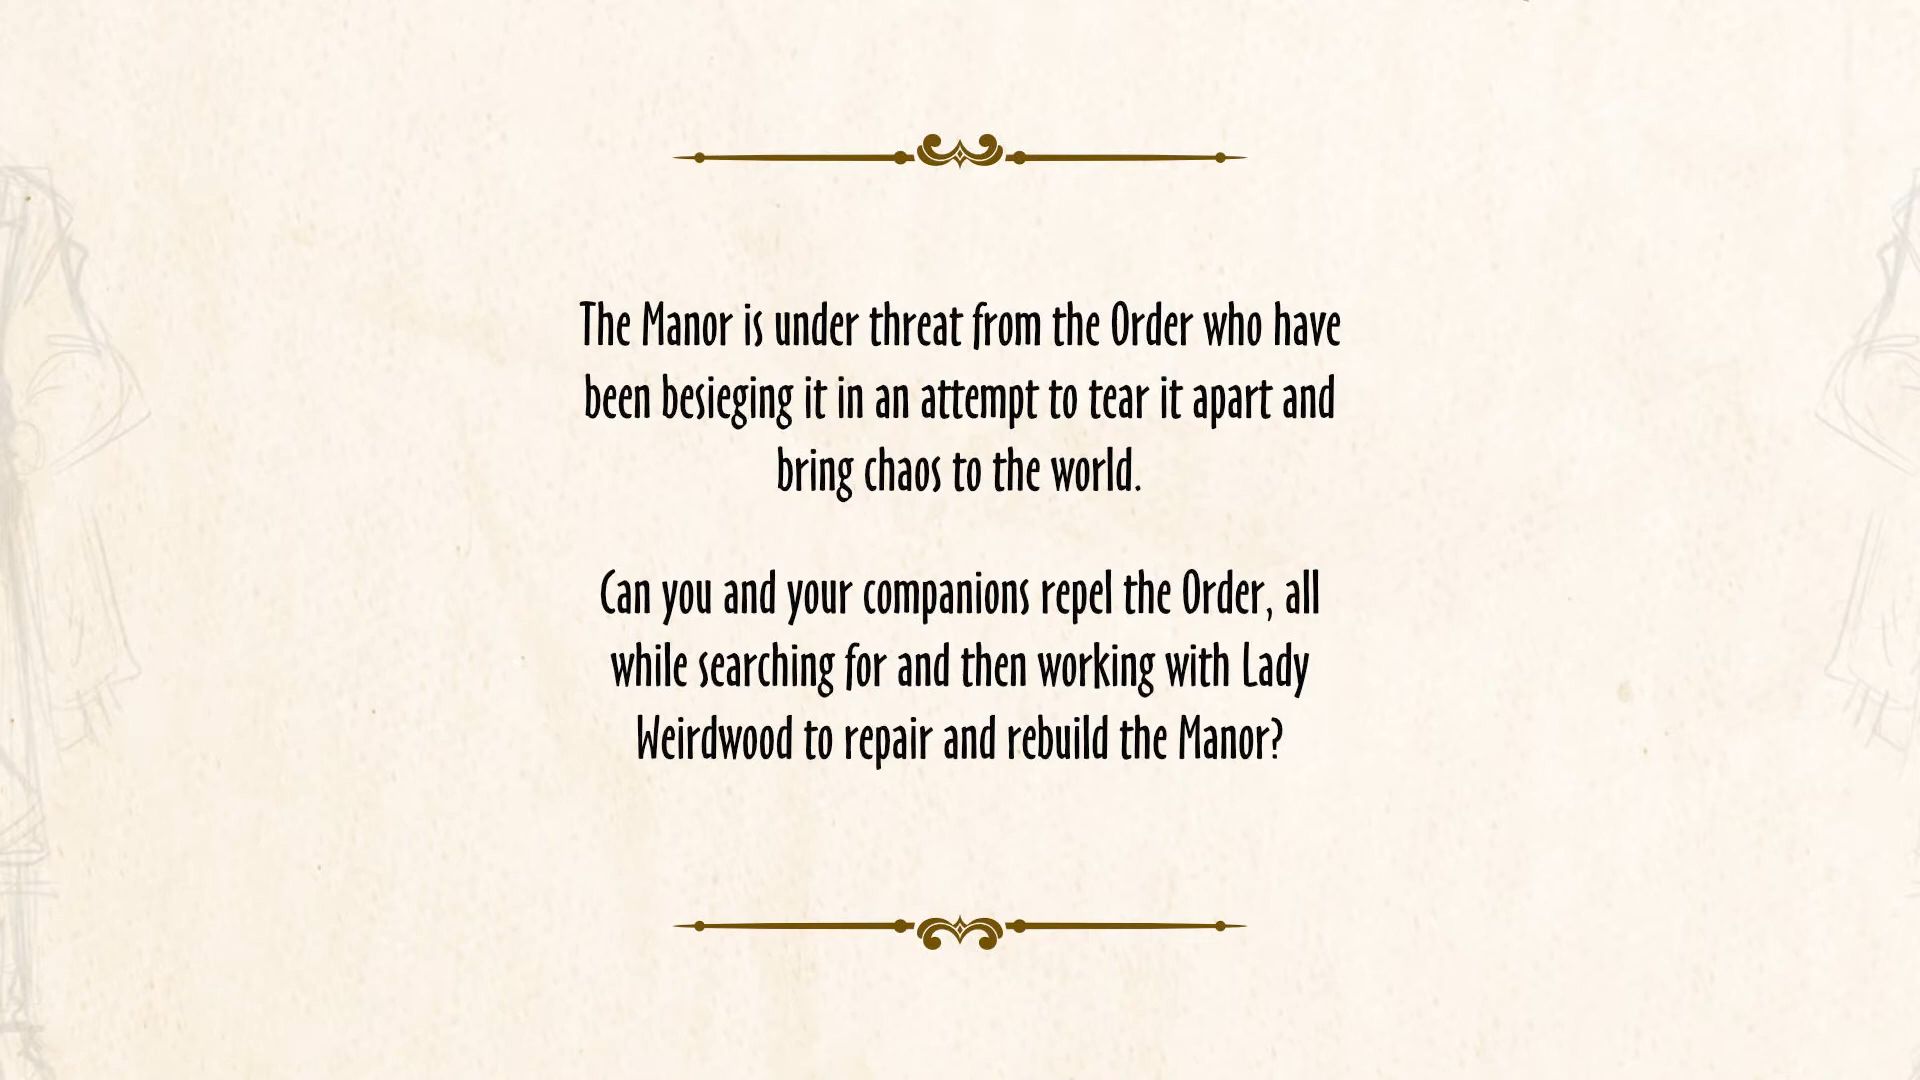 The Manor is under threat from the Order who have
been besieging it in an attempt to tear it apart and
bring chaos to the world.
Can you and your companions repel the Order, all
while searching for and then working with Lady
Weirdwood to repair and rebuild the Manor?